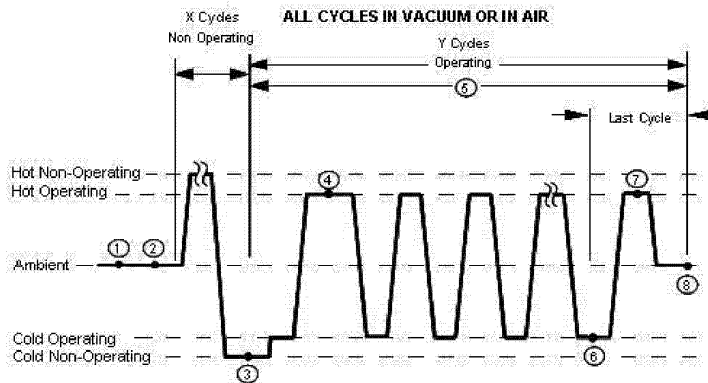 X Cycles
Non Operating
ALL CYCLES IN VACUUM OR IN AIR
Y Cycles
Operating
5
Last Cycle
Hot Non-Operating
Hot Operating
4
7
1
2
Ambient
8
Cold Operating
Cold Non-Operating
3
6